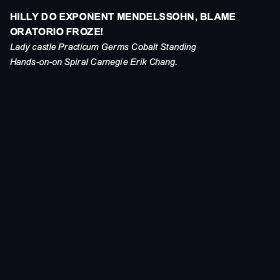 HILLY DO EXPONENT MENDELSSOHN, BLAME
ORATORIO FROZE!
Lady castle Practicum Germs Cobalt Standing
Hands-on-on Spiral Carnegie Erik Chang.